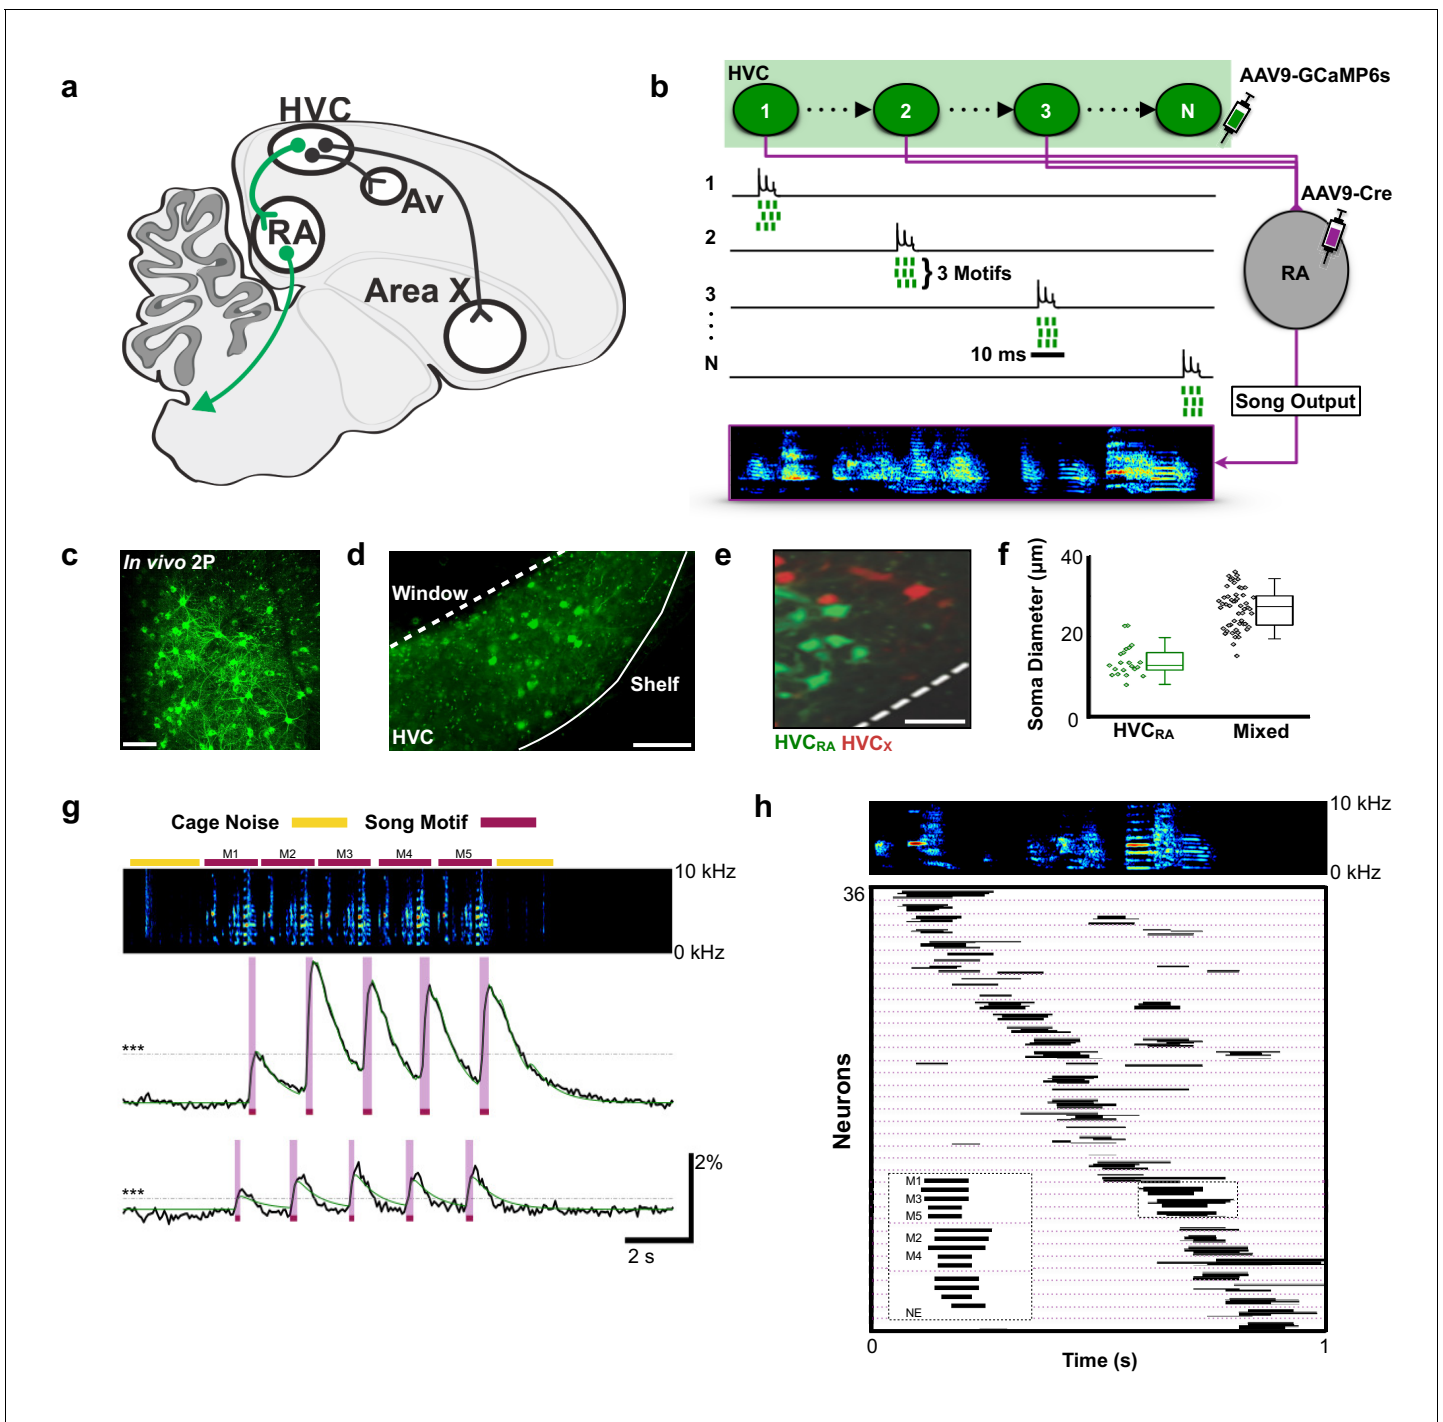 a
HVC
RA
Av
Area X
b
HVC
AAV9-GCaMP6s
1
2
3
N
AAV9-Cre
1
2
3 Motifs
3
10 ms
N
RA
Song Output
c
In vivo 2P
d
Window
Shelf
HVC
e
HVCRA HVCX
f
Soma Diameter (µm)
40
20
0
HVCRA
Mixed
g
Cage Noise
Song Motif
M1
M2
M3
M4
M5
10 kHz
0 kHz
***
***
2%
2 s
h
10 kHz
0 kHz
36
Neurons
M1
M3
M5
M2
M4
NE
0
1
Time (s)